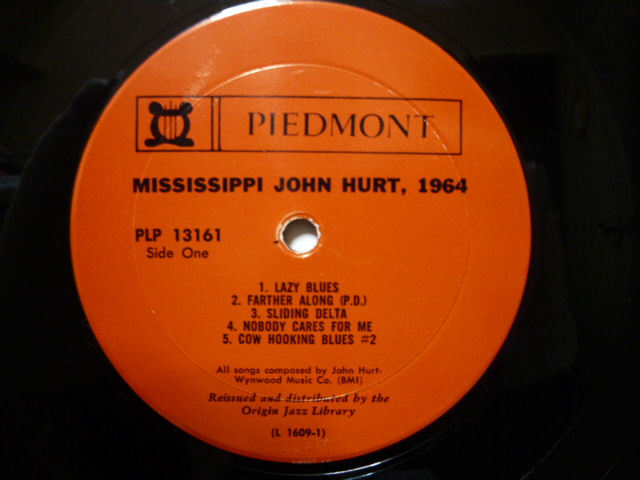 PIEDMONT
MISSISSIPPI JOHN HURT, 1964
PLP 13161
Side One
1. LAZY BLUES
2. FARTHER ALONG (P.D.)
3. SLIDING DELTA
4. NOBODY CARES FOR ME
5. COW HOOKING BLUES #2
All songs composed by John Hurt-
Wynwood Music Co. (BMI)
Reissued and distributed by the
Origin Jazz Library
(L 1609-1)